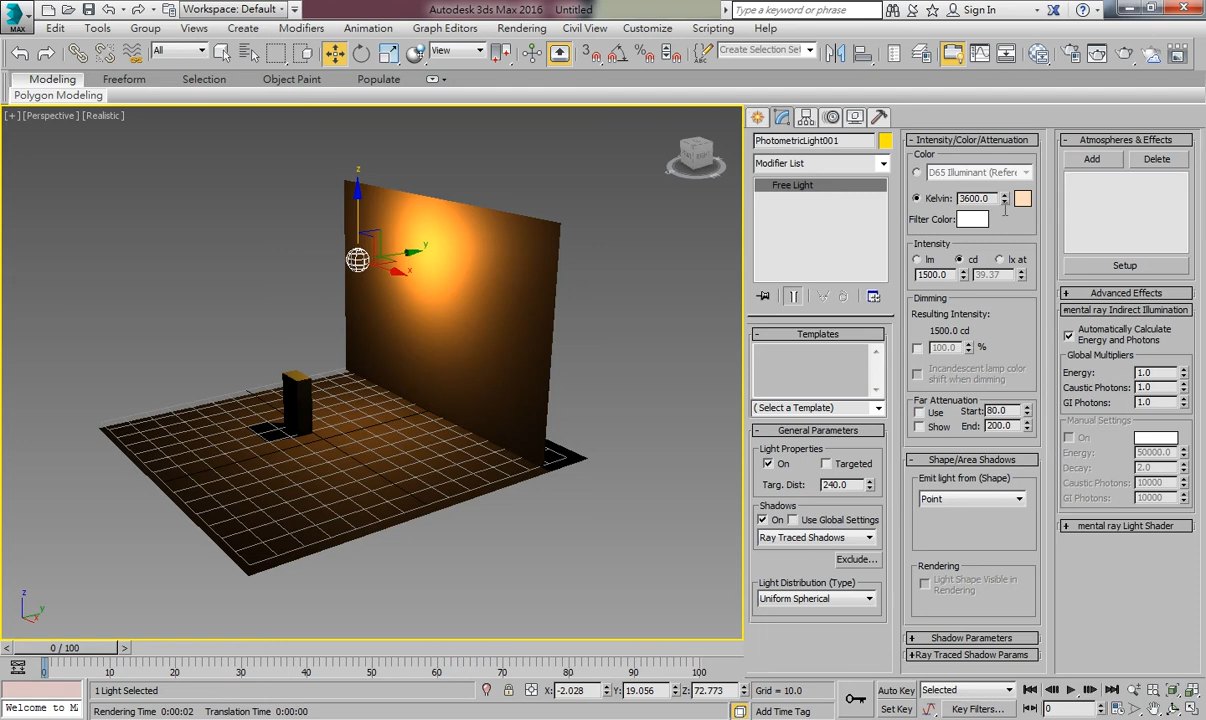 Workspace: Default
Autodesk 3ds Max 2016 Untitled
Type a keyword or phrase
Sign In
MAX
Edit Tools Group Views Create Modifiers Animation Graph Editors Rendering Civil View Customize Scripting Help
All
View
Create Selection Se
Modeling Freeform Selection Object Paint Populate
Polygon Modeling
[+] [Perspective] [Realistic]
z
y
x
z
y
x
PhotometricLight001
Modifier List
Free Light
- Templates
(Select a Template)
- General Parameters
Light Properties
On Targeted
Targ. Dist: 240.0
Shadows
On Use Global Settings
Ray Traced Shadows
Exclude...
Light Distribution (Type)
Uniform Spherical
- Intensity/Color/Attenuation
Color
D65 Illuminant (Refere
Kelvin: 3600.0
Filter Color:
Intensity
lm cd lx at
1500.0 39.37
Dimming
Resulting Intensity:
1500.0 cd
100.0 %
Incandescent lamp color
shift when dimming
Far Attenuation
Use Start: 80.0
Show End: 200.0
- Shape/Area Shadows
Emit light from (Shape)
Point
Rendering
Light Shape Visible in
Rendering
+ Shadow Parameters
+ Ray Traced Shadow Params
- Atmospheres & Effects
Add Delete
Setup
+ Advanced Effects
mental ray Indirect Illumination
Automatically Calculate
Energy and Photons
Global Multipliers
Energy: 1.0
Caustic Photons: 1.0
GI Photons: 1.0
Manual Settings
On
Energy: 50000.0
Decay: 2.0
Caustic Photons: 10000
GI Photons: 10000
+ mental ray Light Shader
< 0 / 100 >
0 10 20 30 40 50 60 70 80 90 100
1 Light Selected
X: -2.028 Y: 19.056 Z: 72.773
Grid = 10.0
Auto Key Selected
Welcome to M
Rendering Time 0:00:02 Translation Time 0:00:00
Add Time Tag
Set Key Key Filters...
0